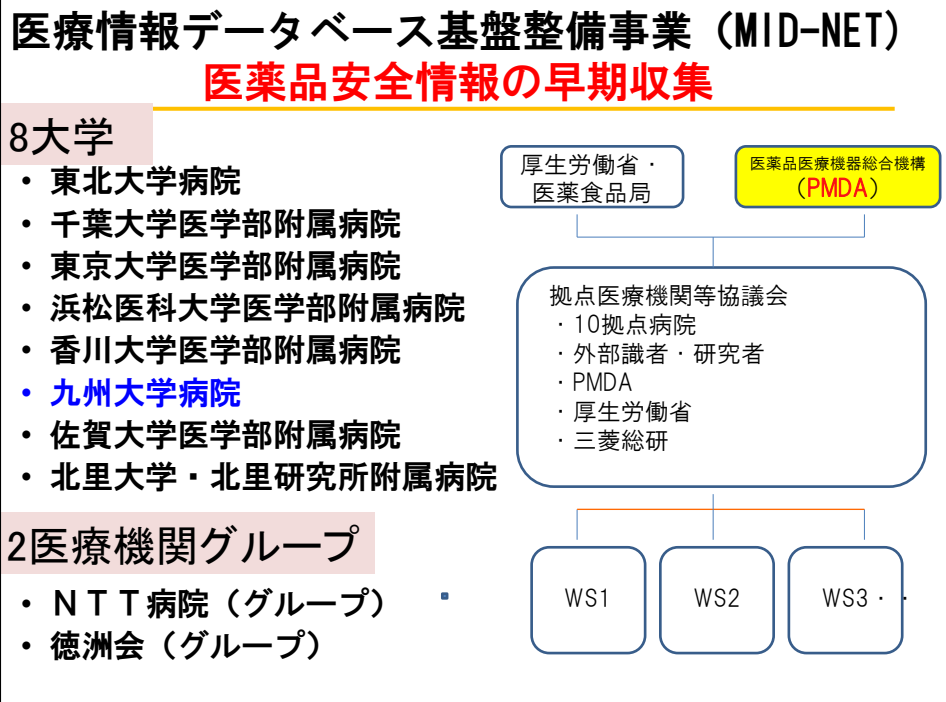 医療情報データベース基盤整備事業（MID-NET）
医薬品安全情報の早期収集
8大学
・東北大学病院
・千葉大学医学部附属病院
・東京大学医学部附属病院
・浜松医科大学医学部附属病院
・香川大学医学部附属病院
・九州大学病院
・佐賀大学医学部附属病院
・北里大学・北里研究所附属病院
2医療機関グループ
・ＮＴＴ病院（グループ）
・徳洲会（グループ）
厚生労働省・
医薬食品局
医薬品医療機器総合機構
（PMDA）
拠点医療機関等協議会
・10拠点病院
・外部識者・研究者
・PMDA
・厚生労働省
・三菱総研
WS1
WS2
WS3・・